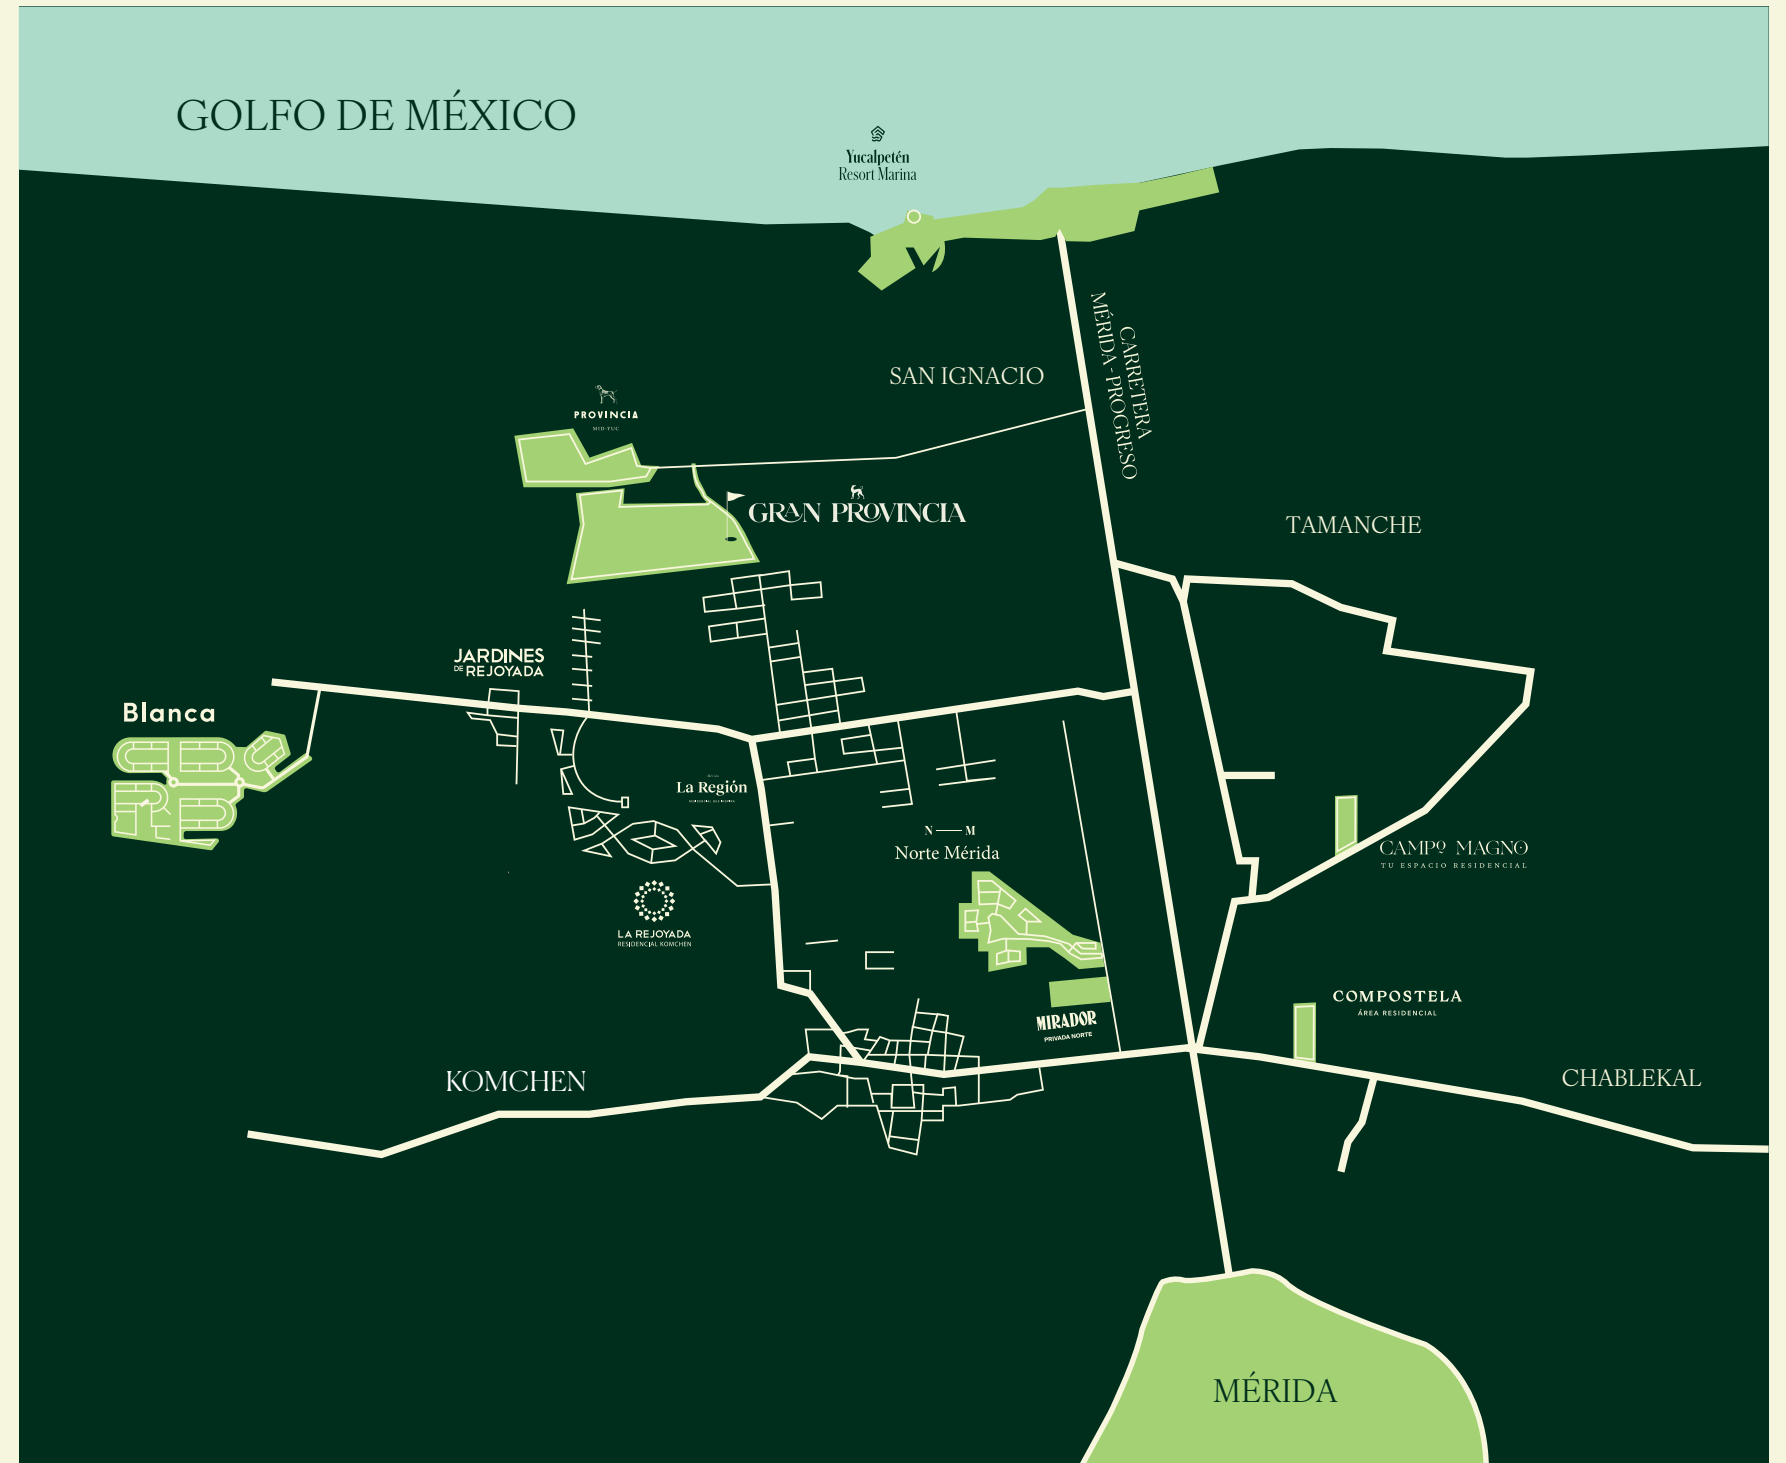 GOLFO DE MÉXICO
Yucalpetén
Resort Marina
CARRETERA
MÉRIDA - PROGRESO
SAN IGNACIO
PROVINCIA
MID-YUC
GRAN PROVINCIA
TAMANCHE
JARDINES
DE REJOYADA
Blanca
La Región
N — M
Norte Mérida
CAMPO MAGNO
TU ESPACIO RESIDENCIAL
LA REJOYADA
RESIDENCIAL KOMCHEN
COMPOSTELA
ÁREA RESIDENCIAL
MIRADOR
PRIVADA NORTE
KOMCHEN
CHABLEKAL
MÉRIDA